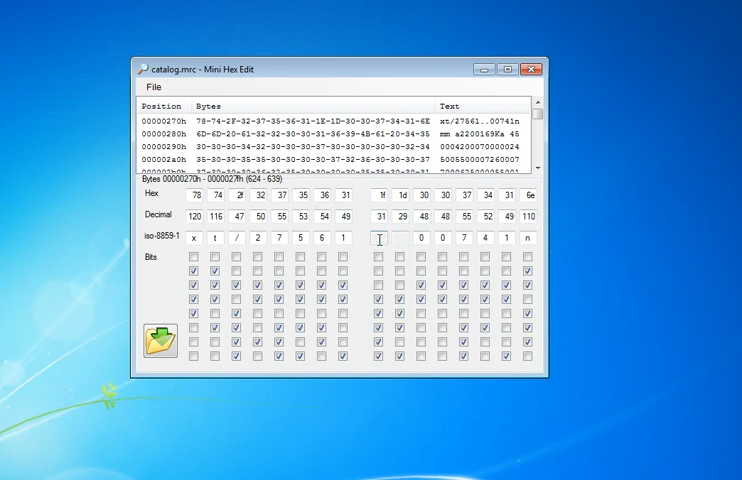 catalog.mrc - Mini Hex Edit
File
Position Bytes Text
00000270h 78-74-2F-32-37-35-36-31-1E-1D-30-30-37-34-31-6E xt/27561..00741n
00000280h 6D-6D-20-61-32-32-30-30-31-36-39-4B-61-20-34-35 mm a2200169Ka 45
00000290h 30-30-30-34-32-30-30-30-37-30-30-30-30-30-32-34 0004200070000024
000002a0h 35-30-30-35-35-30-30-30-30-37-32-36-30-30-30-37 5005500007260007
Bytes 00000270h - 0000027fh (624 - 639)
Hex 78 74 2f 32 37 35 36 31 1f 1d 30 30 37 34 31 6e
Decimal 120 116 47 50 55 53 54 49 31 29 48 48 55 52 49 110
iso-8859-1 x t / 2 7 5 6 1 0 0 7 4 1 n
Bits